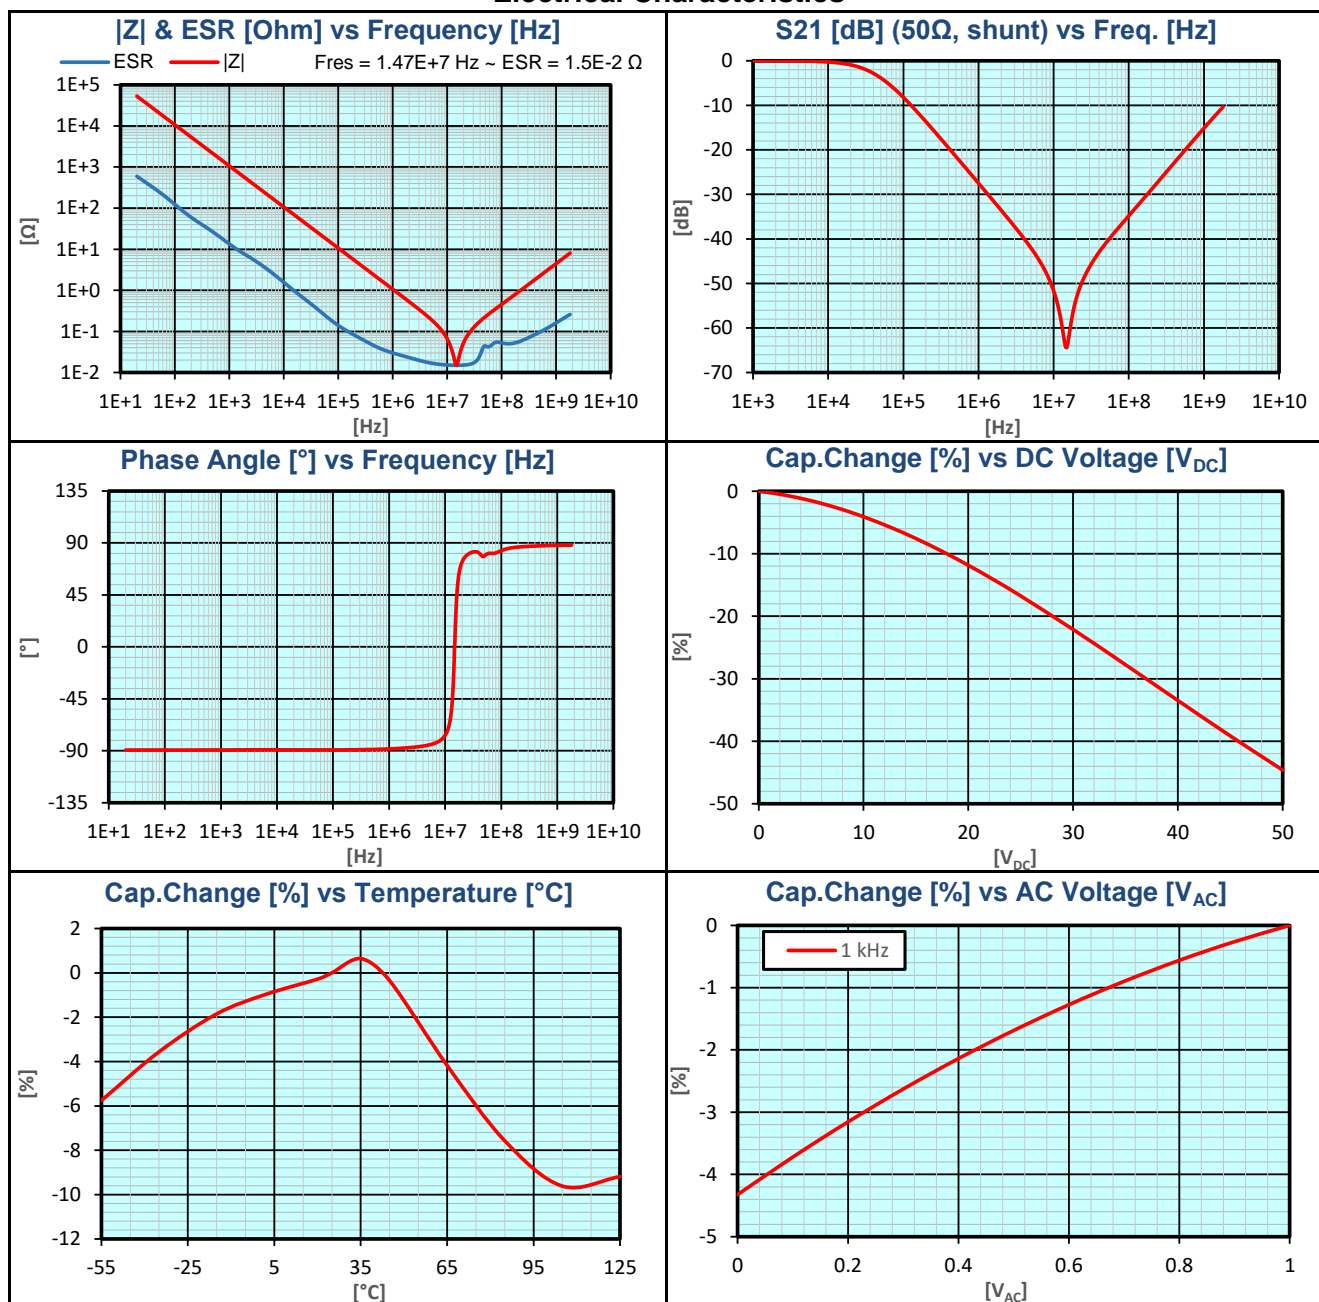 |Z| & ESR [Ohm] vs Frequency [Hz]
ESR |Z| Fres = 1.47E+7 Hz ~ ESR = 1.5E-2 Ω
1E+5
1E+4
1E+3
1E+2
1E+1
1E+0
1E-1
1E-2
[Ω]
1E+1 1E+2 1E+3 1E+4 1E+5 1E+6 1E+7 1E+8 1E+9 1E+10
[Hz]
S21 [dB] (50Ω, shunt) vs Freq. [Hz]
0
-10
-20
-30
-40
-50
-60
-70
[dB]
1E+3 1E+4 1E+5 1E+6 1E+7 1E+8 1E+9 1E+10
[Hz]
Phase Angle [°] vs Frequency [Hz]
135
90
45
0
-45
-90
-135
[°]
1E+1 1E+2 1E+3 1E+4 1E+5 1E+6 1E+7 1E+8 1E+9 1E+10
[Hz]
Cap.Change [%] vs DC Voltage [VDC]
0
-10
-20
-30
-40
-50
[%]
0 10 20 30 40 50
[VDC]
Cap.Change [%] vs Temperature [°C]
2
0
-2
-4
-6
-8
-10
-12
[%]
-55 -25 5 35 65 95 125
[°C]
Cap.Change [%] vs AC Voltage [VAC]
1 kHz
0
-1
-2
-3
-4
-5
[%]
0 0.2 0.4 0.6 0.8 1
[VAC]